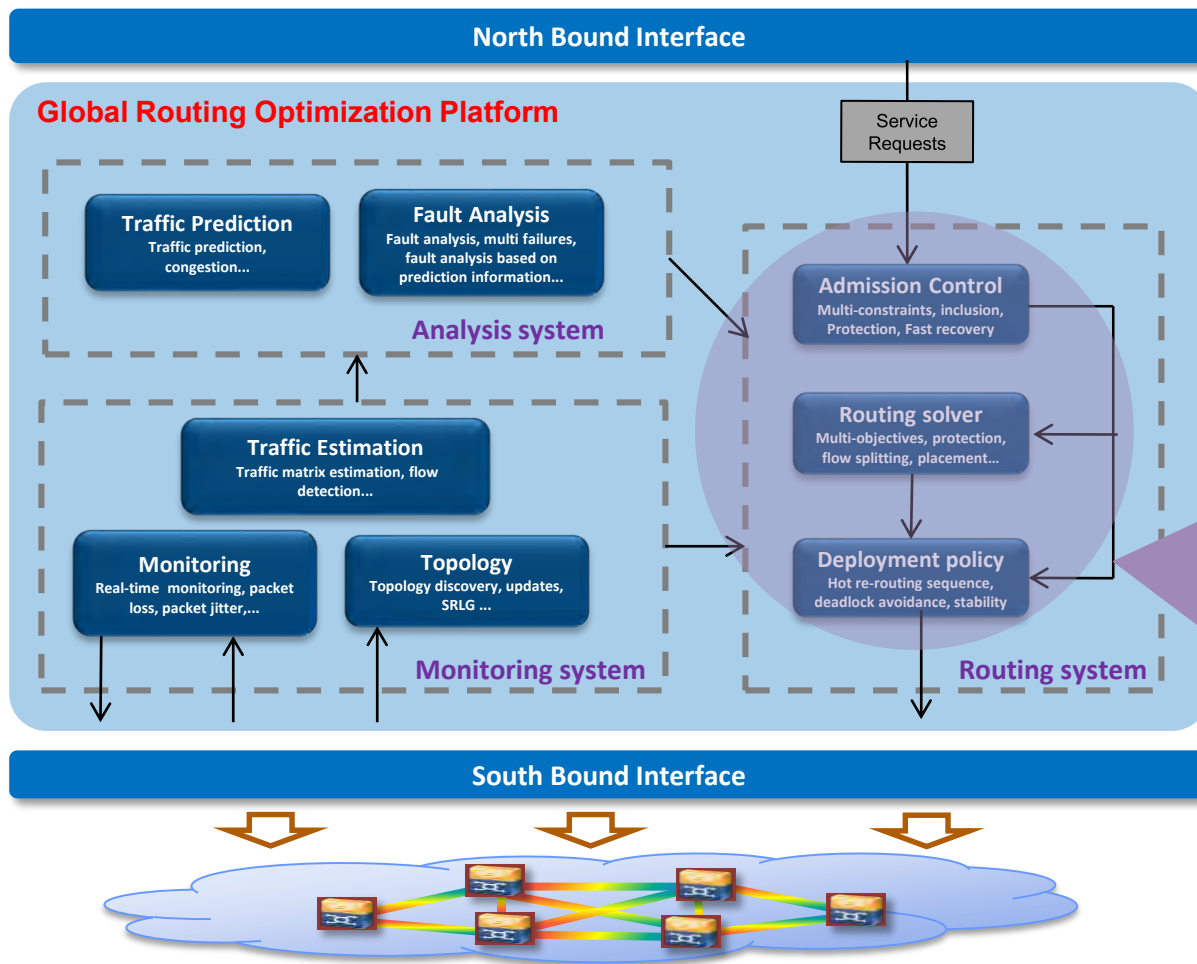 North Bound Interface
Global Routing Optimization Platform
Service
Requests
Traffic Prediction
Traffic prediction,
congestion...
Fault Analysis
Fault analysis, multi failures,
fault analysis based on
prediction information...
Analysis system
Admission Control
Multi-constraints, inclusion,
Protection, Fast recovery
Routing solver
Multi-objectives, protection,
flow splitting, placement...
Traffic Estimation
Traffic matrix estimation, flow
detection...
Monitoring
Real-time monitoring, packet
loss, packet jitter,...
Topology
Topology discovery, updates,
SRLG ...
Monitoring system
Deployment policy
Hot re-routing sequence,
deadlock avoidance, stability
Routing system
South Bound Interface